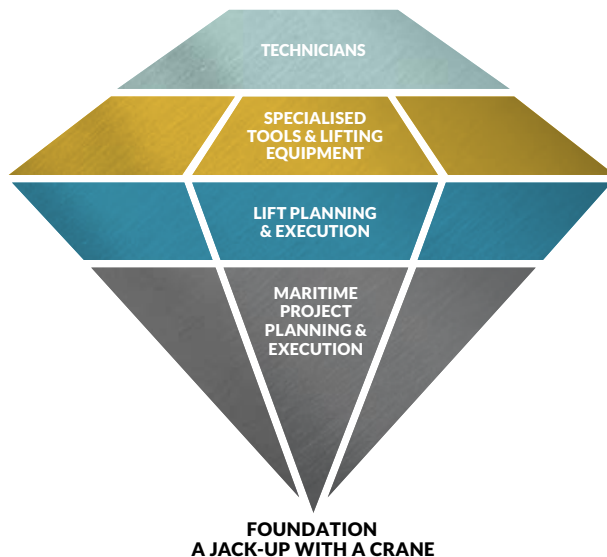 TECHNICIANS
SPECIALISED
TOOLS & LIFTING
EQUIPMENT
LIFT PLANNING
& EXECUTION
MARITIME
PROJECT
PLANNING &
EXECUTION
FOUNDATION
A JACK-UP WITH A CRANE